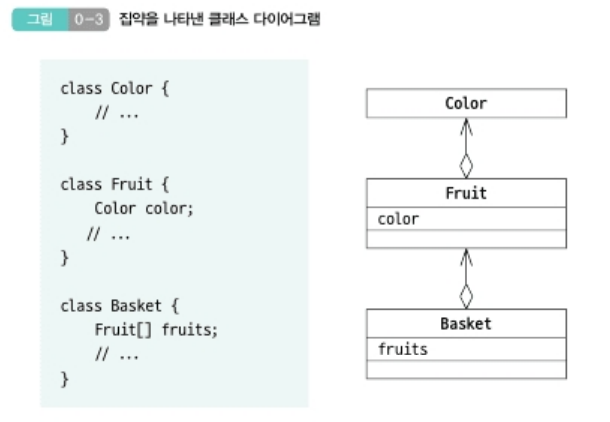 그림 0-3 집약을 나타낸 클래스 다이어그램
class Color {
// ...
}
class Fruit {
Color color;
// ...
}
class Basket {
Fruit[] fruits;
// ...
}
Color
Fruit
color
Basket
fruits